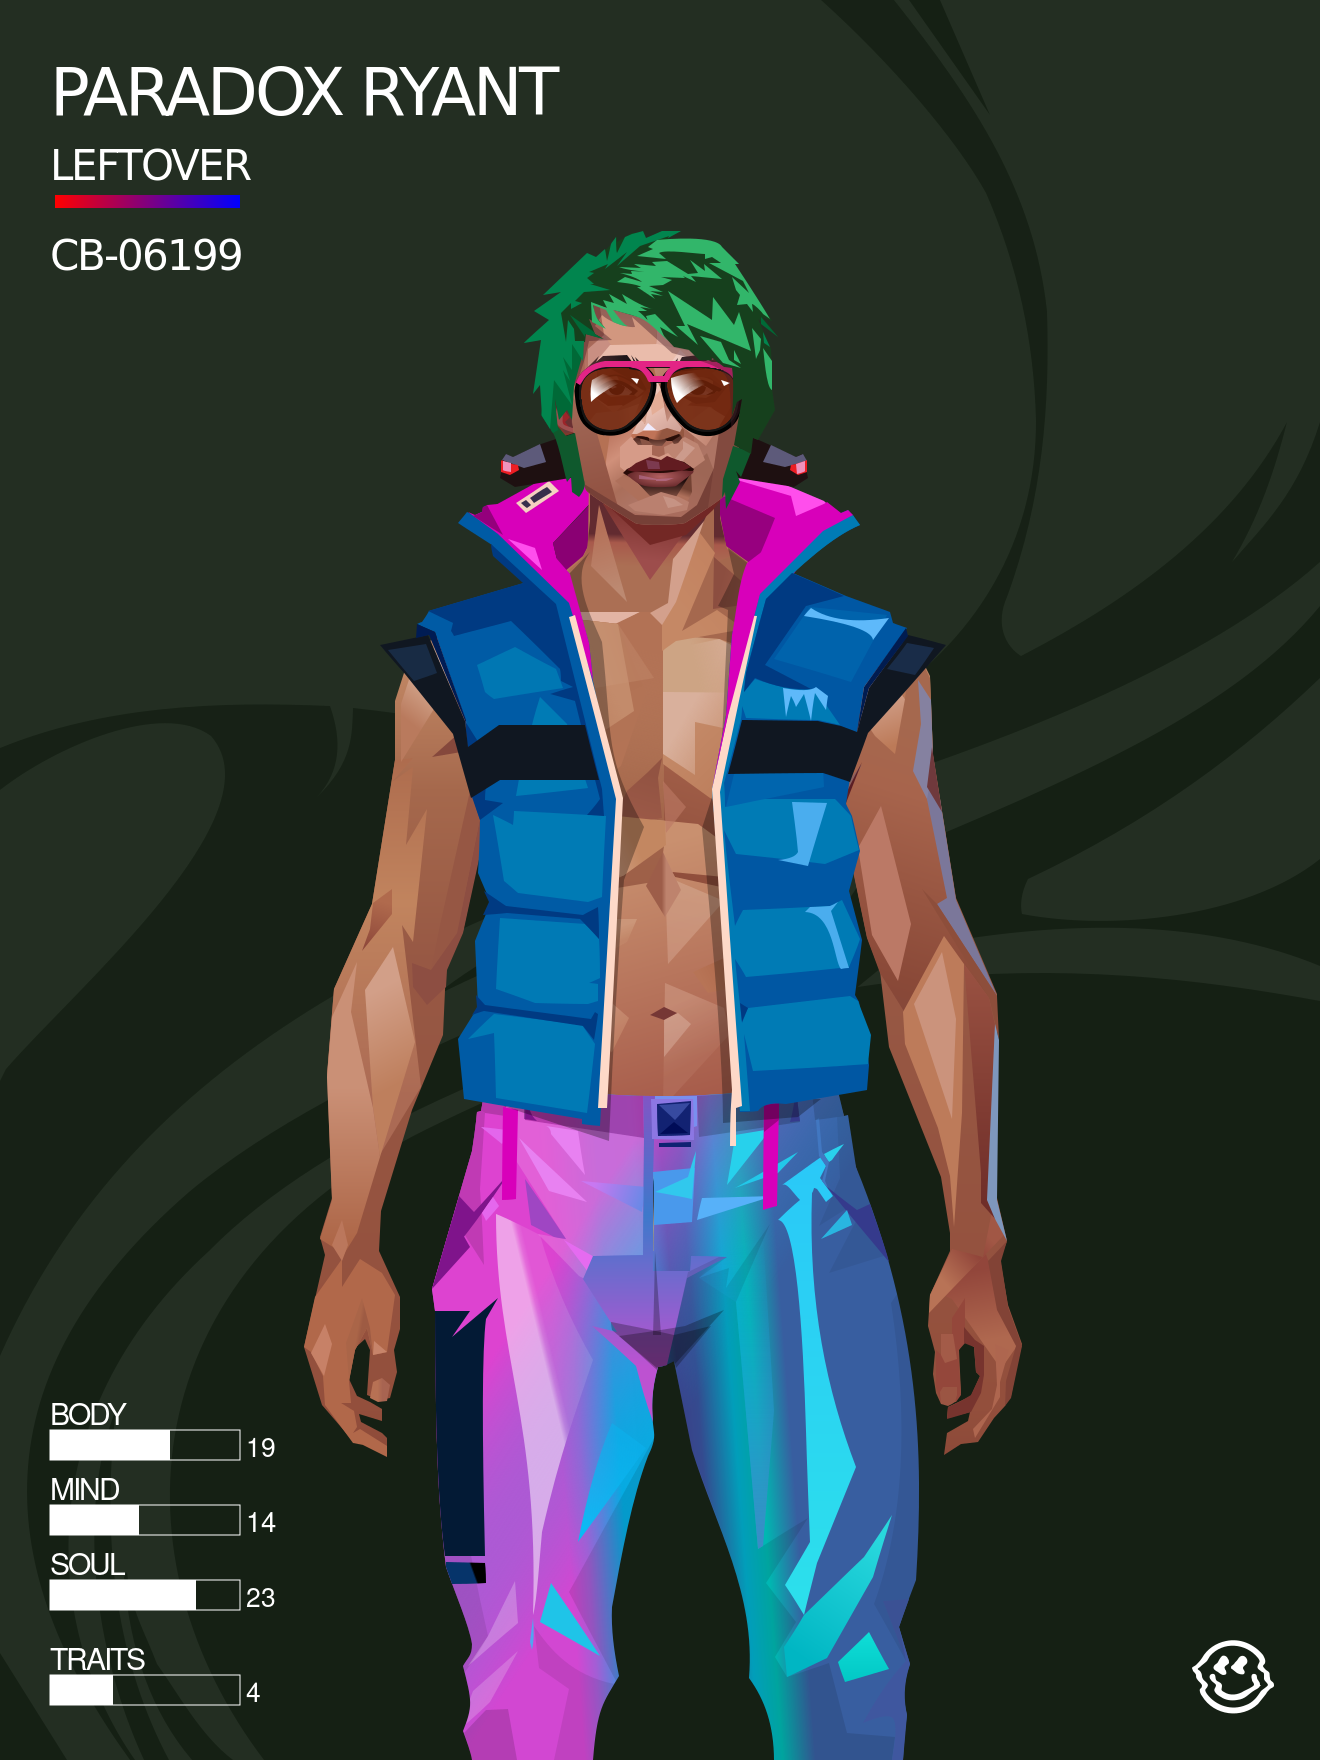 PARADOX RYANT
LEFTOVER
CB-06199
BODY
19
MIND
14
SOUL
23
TRAITS
4